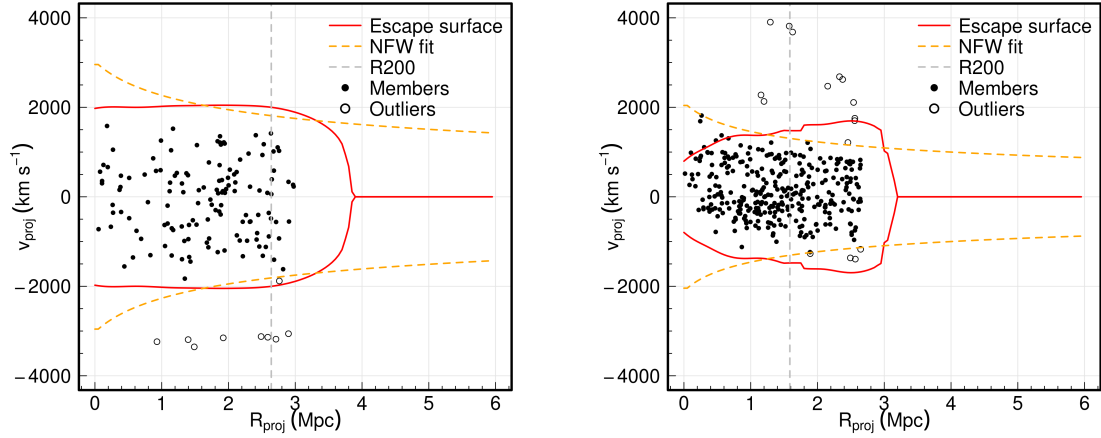 4000
2000
0
−2000
−4000
v_proj (km s⁻¹)
0 1 2 3 4 5 6
R_proj (Mpc)
Escape surface
NFW fit
R200
Members
Outliers
4000
2000
0
−2000
−4000
v_proj (km s⁻¹)
0 1 2 3 4 5 6
R_proj (Mpc)
Escape surface
NFW fit
R200
Members
Outliers